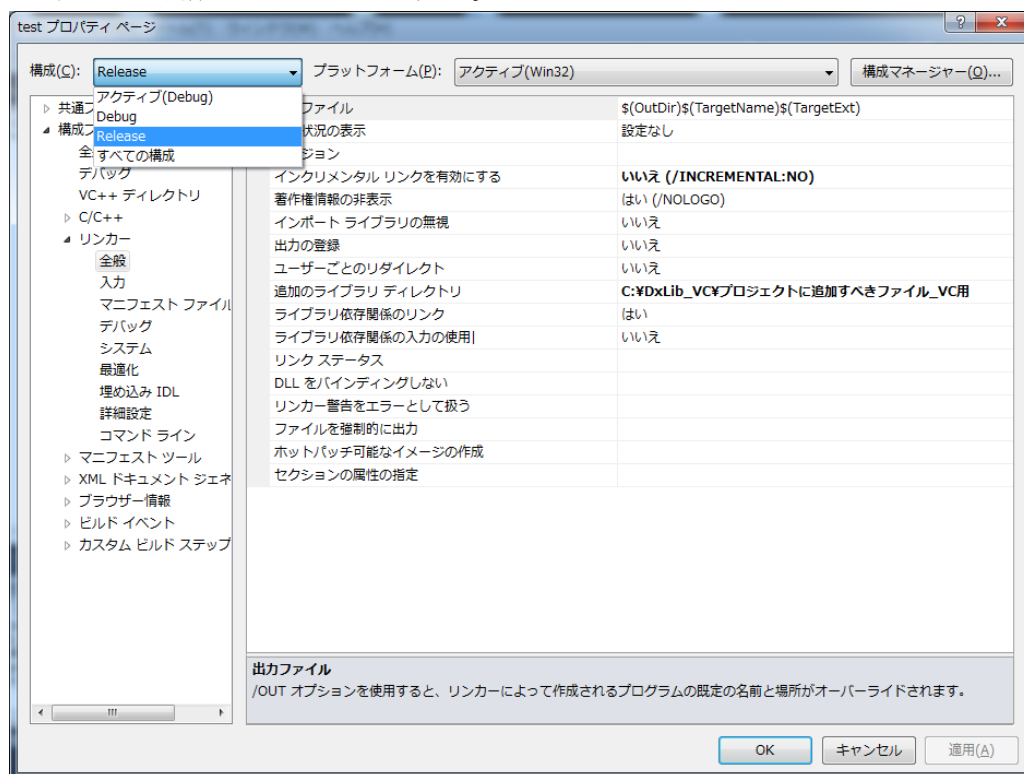 test プロパティ ページ
構成(C):
Release
プラットフォーム(P):
アクティブ(Win32)
構成マネージャー(O)...
アクティブ(Debug)
Debug
Release
すべての構成
共通プ
構成プ
全
デバッグ
VC++ ディレクトリ
C/C++
リンカー
全般
入力
マニフェスト ファイル
デバッグ
システム
最適化
埋め込み IDL
詳細設定
コマンド ライン
マニフェスト ツール
XML ドキュメント ジェネ
ブラウザー情報
ビルド イベント
カスタム ビルド ステップ
ファイル $(OutDir)$(TargetName)$(TargetExt)
状況の表示 設定なし
ジョン
インクリメンタル リンクを有効にする いいえ (/INCREMENTAL:NO)
著作権情報の非表示 はい (/NOLOGO)
インポート ライブラリの無視 いいえ
出力の登録 いいえ
ユーザーごとのリダイレクト いいえ
追加のライブラリ ディレクトリ C:¥DxLib_VC¥プロジェクトに追加すべきファイル_VC用
ライブラリ依存関係のリンク はい
ライブラリ依存関係の入力の使用| いいえ
リンク ステータス
DLL をバインディングしない
リンカー警告をエラーとして扱う
ファイルを強制的に出力
ホットパッチ可能なイメージの作成
セクションの属性の指定
出力ファイル
/OUT オプションを使用すると、リンカーによって作成されるプログラムの既定の名前と場所がオーバーライドされます。
OK
キャンセル
適用(A)